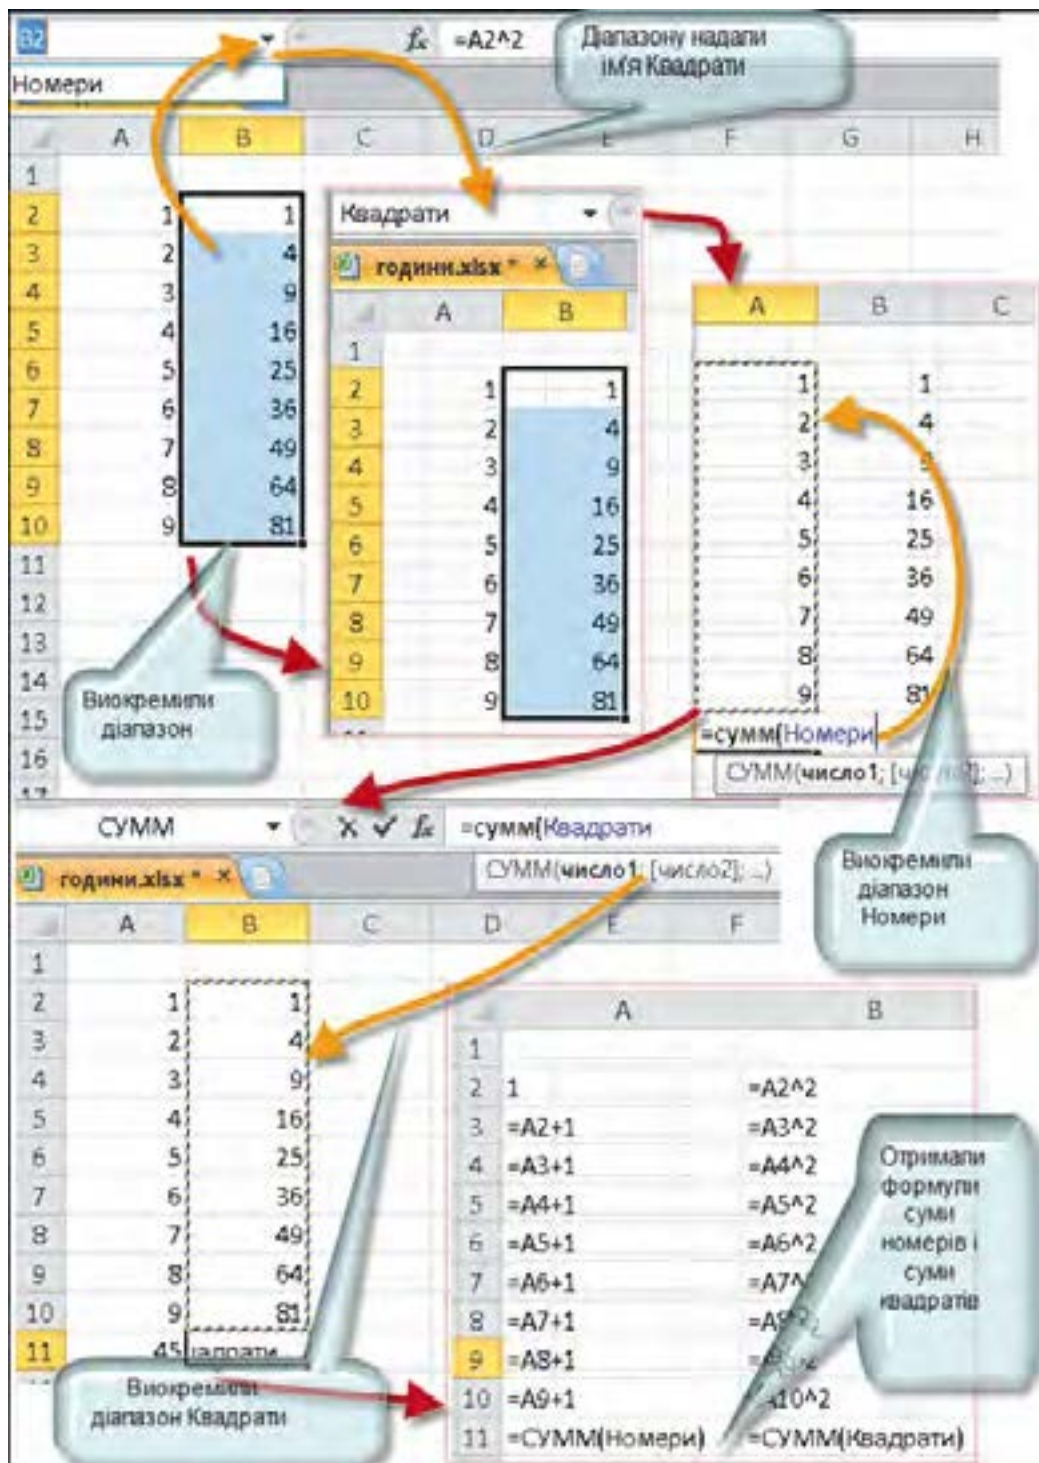 B2 fx =A2^2
Діапазону надали
ім'я Квадрати
Номери
A B C D E F G H
1
2 1 1
3 2 4
4 3 9
5 4 16
6 5 25
7 6 36
8 7 49
9 8 64
10 9 81
11
12
13
14
15
16
17
Виокремили
діапазон
Квадрати
години.xlsx *
A B
1
2 1 1
3 2 4
4 3 9
5 4 16
6 5 25
7 6 36
8 7 49
9 8 64
10 9 81
A B C
1 1
2 4
3 9
4 16
5 25
6 36
7 49
8 64
9 81
=сумм(Номери
СУММ(число1; [число2]; ...)
Виокремили
діапазон
Номери
СУММ fx =сумм(Квадрати
СУММ(число1; [число2]; ...)
години.xlsx *
A B C D E F
1
2 1 1
3 2 4
4 3 9
5 4 16
6 5 25
7 6 36
8 7 49
9 8 64
10 9 81
11 45 вадрати
Виокремили
діапазон Квадрати
A B
1
2 1 =A2^2
3 =A2+1 =A3^2
4 =A3+1 =A4^2
5 =A4+1 =A5^2
6 =A5+1 =A6^2
7 =A6+1 =A7^
8 =A7+1
9 =A8+1
10 =A9+1 A10^2
11 =СУММ(Номери) =СУММ(Квадрати)
Отримали
формули
суми
номерів і
суми
квадратів